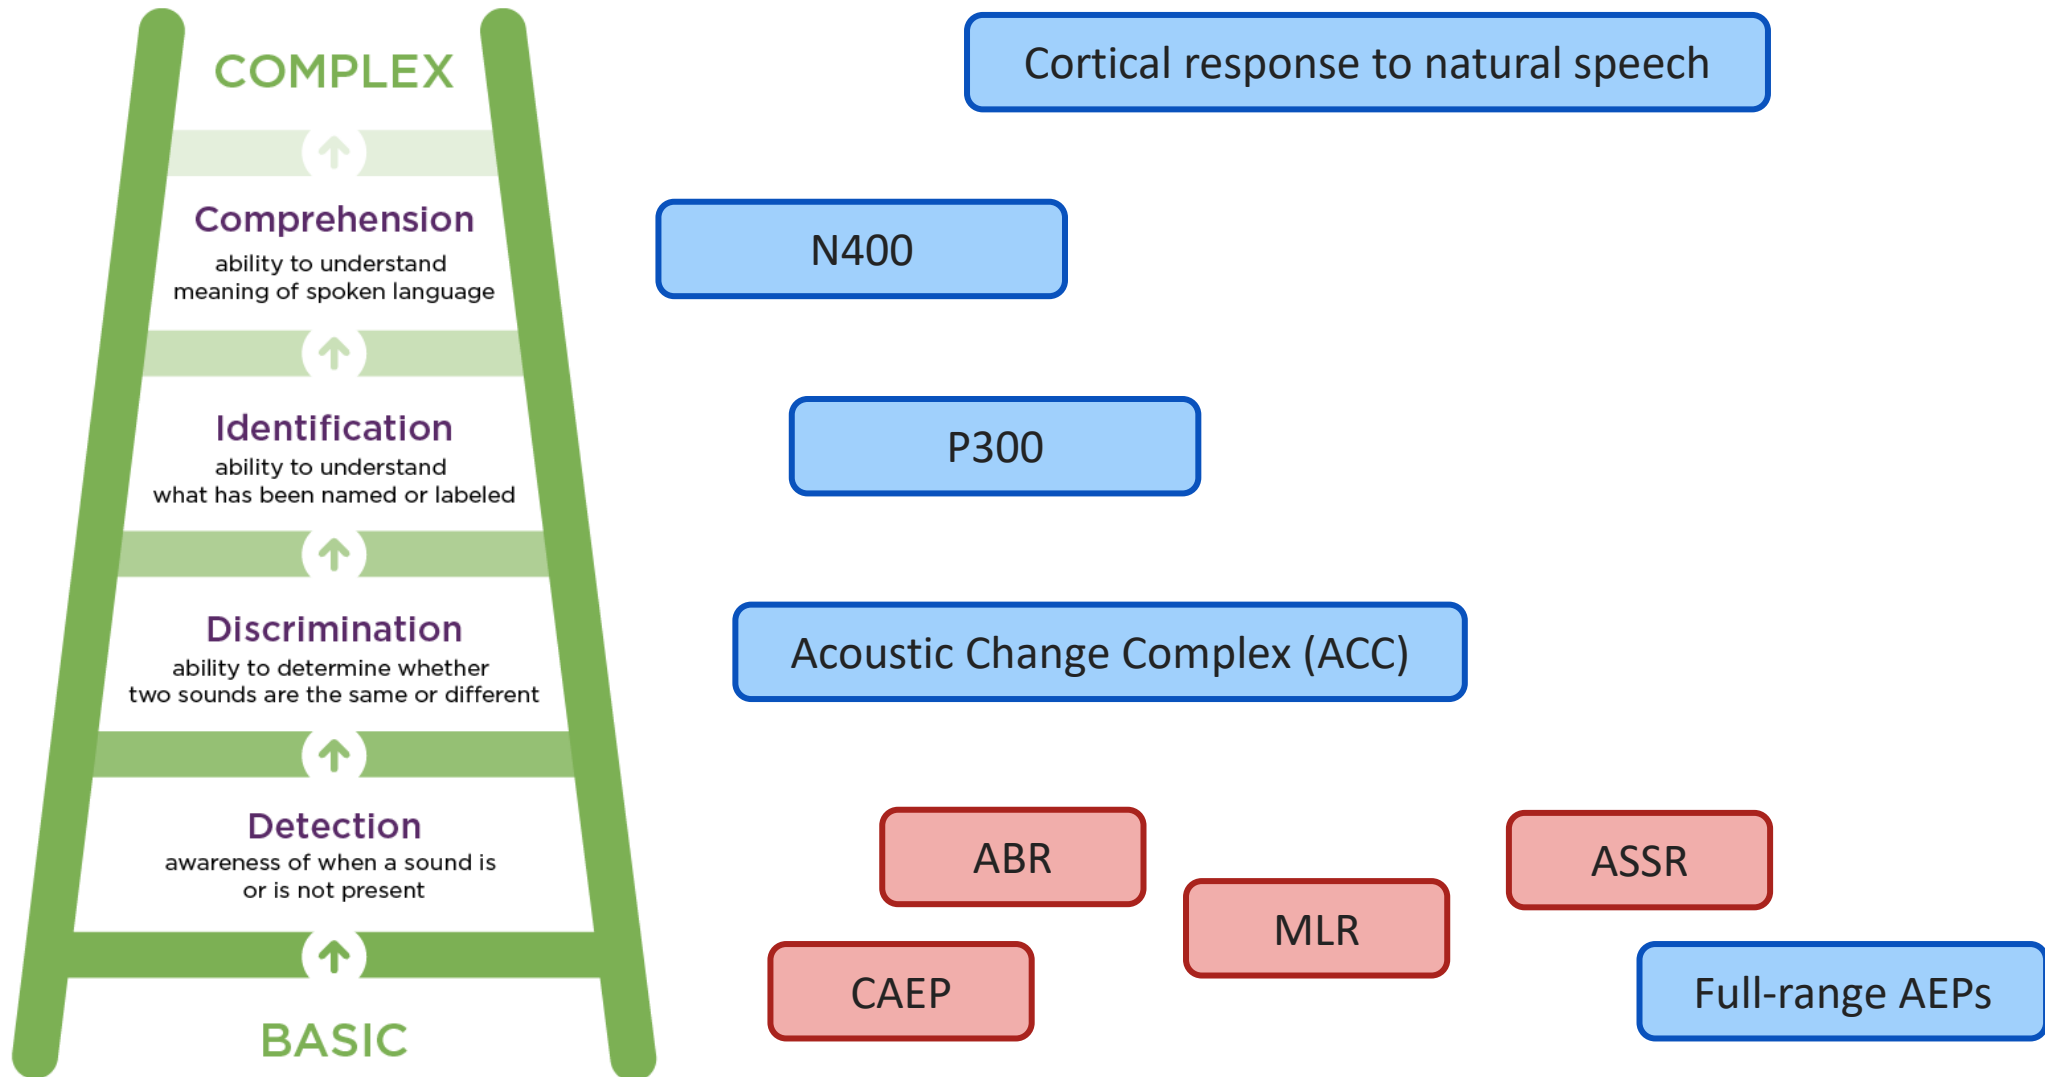 COMPLEX
Cortical response to natural speech
Comprehension
ability to understand
meaning of spoken language
N400
Identification
ability to understand
what has been named or labeled
P300
Discrimination
ability to determine whether
two sounds are the same or different
Acoustic Change Complex (ACC)
Detection
awareness of when a sound is
or is not present
ABR
ASSR
MLR
CAEP
Full-range AEPs
BASIC